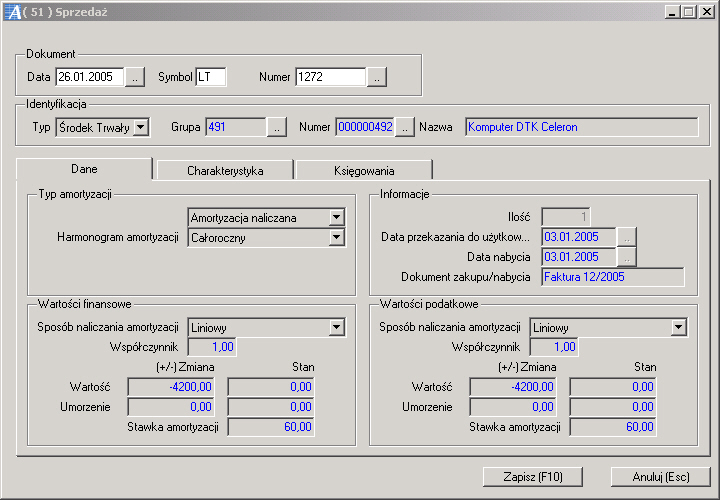 A ( 51 ) Sprzedaż
Dokument
Data 26.01.2005 .. Symbol LT Numer 1272 ..
Identyfikacja
Typ Środek Trwały Grupa 491 .. Numer 000000492 .. Nazwa Komputer DTK Celeron
Dane Charakterystyka Księgowania
Typ amortyzacji
Amortyzacja naliczana
Harmonogram amortyzacji Całoroczny
Informacje
Ilość 1
Data przekazania do użytkow... 03.01.2005 ..
Data nabycia 03.01.2005 ..
Dokument zakupu/nabycia Faktura 12/2005
Wartości finansowe
Sposób naliczania amortyzacji Liniowy
Współczynnik 1,00
(+/-) Zmiana Stan
Wartość -4200,00 0,00
Umorzenie 0,00 0,00
Stawka amortyzacji 60,00
Wartości podatkowe
Sposób naliczania amortyzacji Liniowy
Współczynnik 1,00
(+/-) Zmiana Stan
Wartość -4200,00 0,00
Umorzenie 0,00 0,00
Stawka amortyzacji 60,00
Zapisz (F10) Anuluj (Esc)